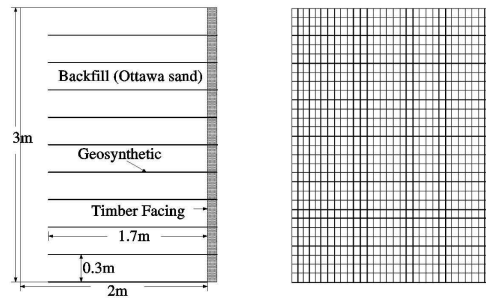 Backfill (Ottawa sand)
3m
Geosynthetic
Timber Facing
1.7m
0.3m
2m